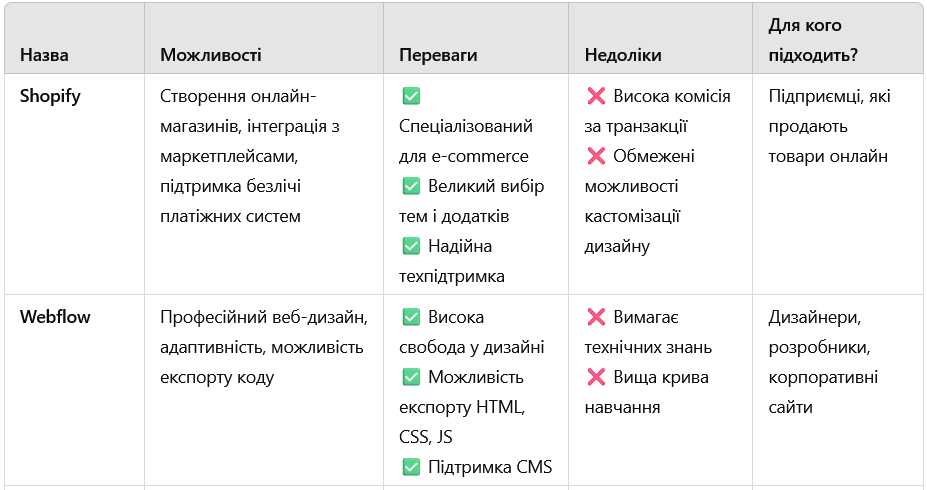 Назва
Можливості
Переваги
Недоліки
Для кого
підходить?
Shopify
Створення онлайн-
магазинів, інтеграція з
маркетплейсами,
підтримка безлічі
платіжних систем
✅
Спеціалізований
для e-commerce
✅ Великий вибір
тем і додатків
✅ Надійна
техпідтримка
❌ Висока комісія
за транзакції
❌ Обмежені
можливості
кастомізації
дизайну
Підприємці, які
продають
товари онлайн
Webflow
Професійний веб-дизайн,
адаптивність, можливість
експорту коду
✅ Висока
свобода у дизайні
✅ Можливість
експорту HTML,
CSS, JS
✅ Підтримка CMS
❌ Вимагає
технічних знань
❌ Вища крива
навчання
Дизайнери,
розробники,
корпоративні
сайти